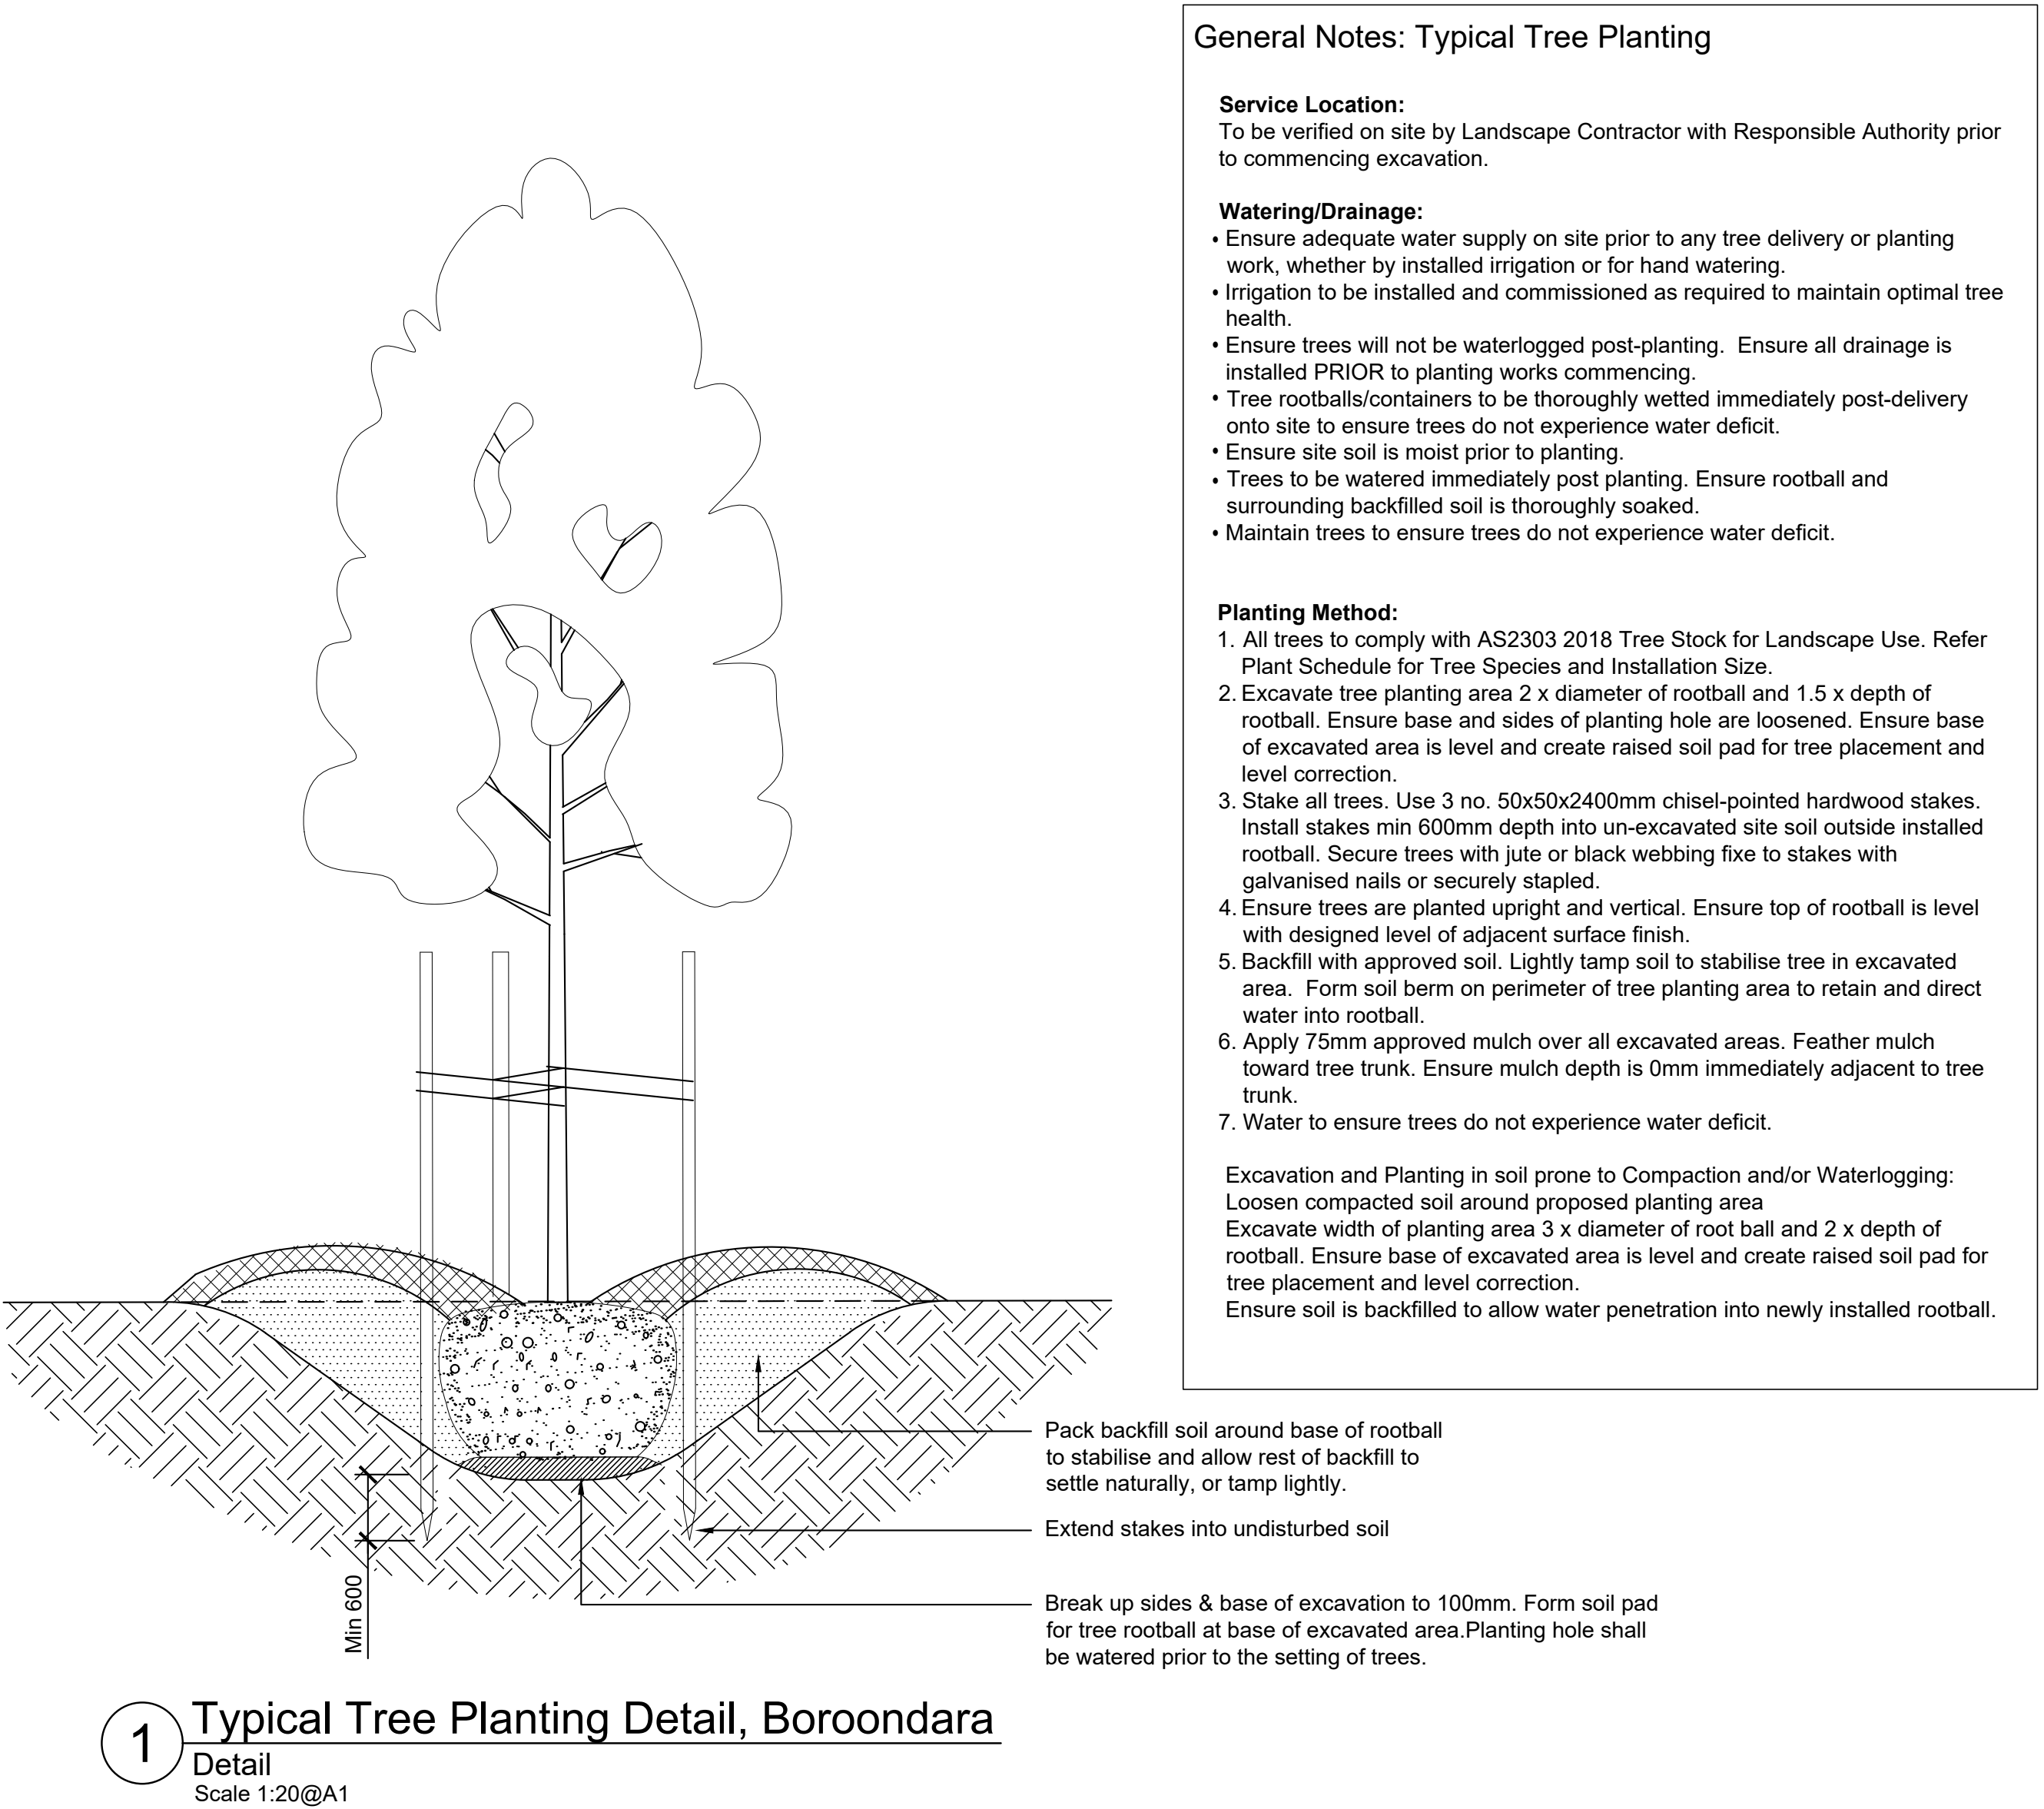 General Notes: Typical Tree Planting
Service Location:
To be verified on site by Landscape Contractor with Responsible Authority prior
to commencing excavation.
Watering/Drainage:
• Ensure adequate water supply on site prior to any tree delivery or planting
work, whether by installed irrigation or for hand watering.
• Irrigation to be installed and commissioned as required to maintain optimal tree
health.
• Ensure trees will not be waterlogged post-planting.  Ensure all drainage is
installed PRIOR to planting works commencing.
• Tree rootballs/containers to be thoroughly wetted immediately post-delivery
onto site to ensure trees do not experience water deficit.
• Ensure site soil is moist prior to planting.
• Trees to be watered immediately post planting. Ensure rootball and
surrounding backfilled soil is thoroughly soaked.
• Maintain trees to ensure trees do not experience water deficit.
Planting Method:
1. All trees to comply with AS2303 2018 Tree Stock for Landscape Use. Refer
Plant Schedule for Tree Species and Installation Size.
2. Excavate tree planting area 2 x diameter of rootball and 1.5 x depth of
rootball. Ensure base and sides of planting hole are loosened. Ensure base
of excavated area is level and create raised soil pad for tree placement and
level correction.
3. Stake all trees. Use 3 no. 50x50x2400mm chisel-pointed hardwood stakes.
Install stakes min 600mm depth into un-excavated site soil outside installed
rootball. Secure trees with jute or black webbing fixe to stakes with
galvanised nails or securely stapled.
4. Ensure trees are planted upright and vertical. Ensure top of rootball is level
with designed level of adjacent surface finish.
5. Backfill with approved soil. Lightly tamp soil to stabilise tree in excavated
area.  Form soil berm on perimeter of tree planting area to retain and direct
water into rootball.
6. Apply 75mm approved mulch over all excavated areas. Feather mulch
toward tree trunk. Ensure mulch depth is 0mm immediately adjacent to tree
trunk.
7. Water to ensure trees do not experience water deficit.
Excavation and Planting in soil prone to Compaction and/or Waterlogging:
Loosen compacted soil around proposed planting area
Excavate width of planting area 3 x diameter of root ball and 2 x depth of
rootball. Ensure base of excavated area is level and create raised soil pad for
tree placement and level correction.
Ensure soil is backfilled to allow water penetration into newly installed rootball.
Pack backfill soil around base of rootball
to stabilise and allow rest of backfill to
settle naturally, or tamp lightly.
Extend stakes into undisturbed soil
Break up sides & base of excavation to 100mm. Form soil pad
for tree rootball at base of excavated area.Planting hole shall
be watered prior to the setting of trees.
Min 600
1
Typical Tree Planting Detail, Boroondara
Detail
Scale 1:20@A1